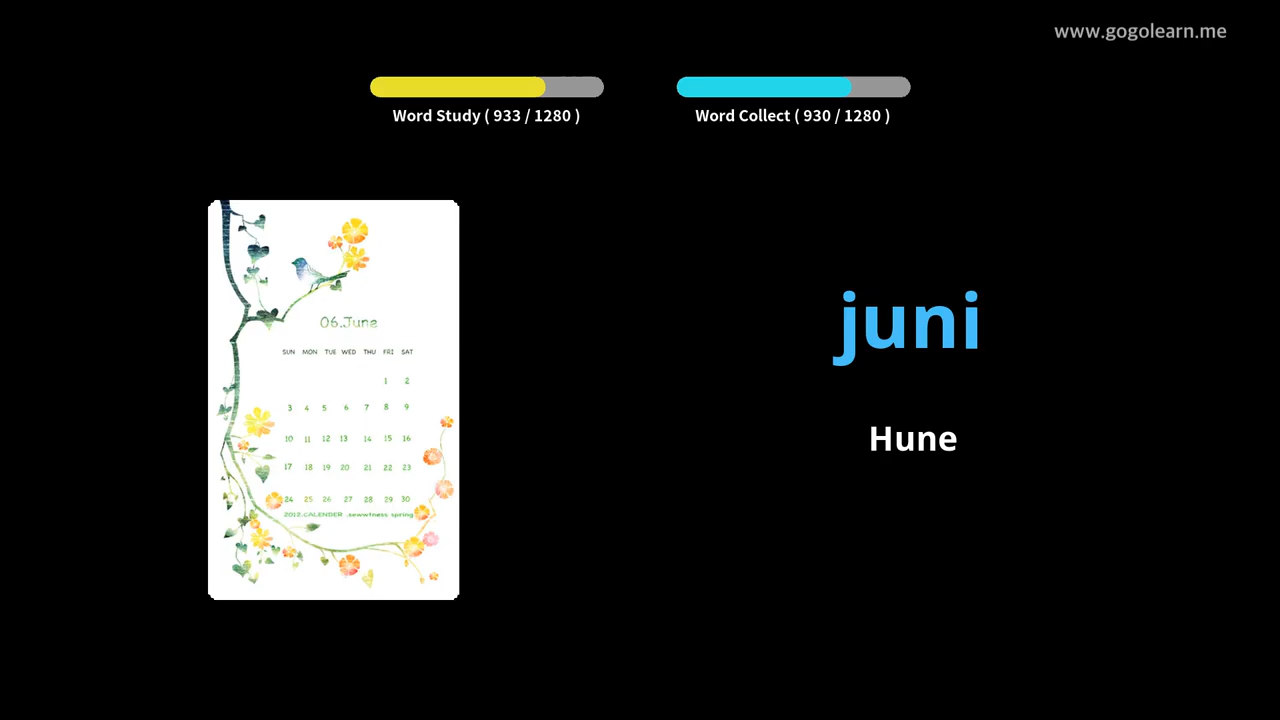 www.gogolearn.me
Word Study ( 933 / 1280 )
Word Collect ( 930 / 1280 )
06.June
SUN MON TUE WED THU FRI SAT
1 2
3 4 5 6 7 8 9
10 11 12 13 14 15 16
17 18 19 20 21 22 23
24 25 26 27 28 29 30
2012.CALENDER .sewwtness spring
juni
Hune